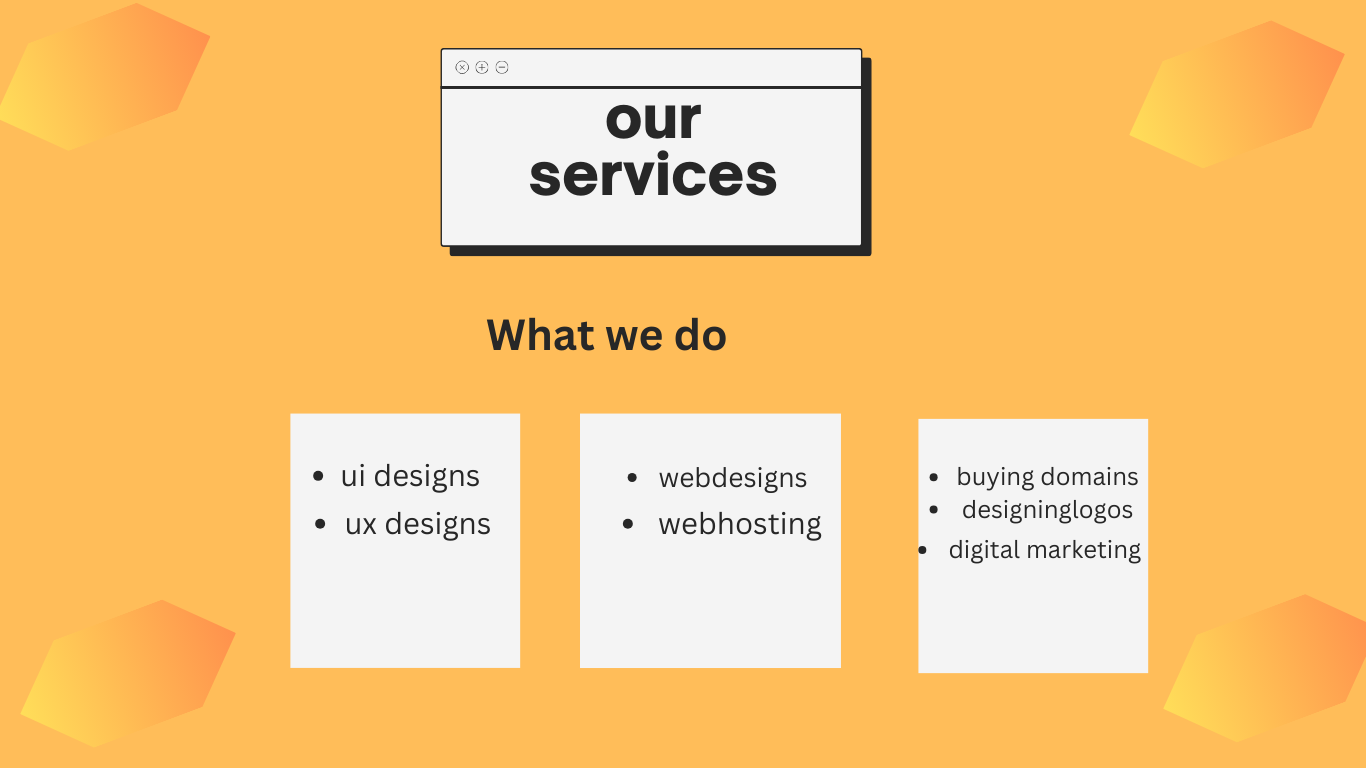 our
services
What we do
• ui designs
• ux designs
• webdesigns
• webhosting
• buying domains
• designinglogos
• digital marketing